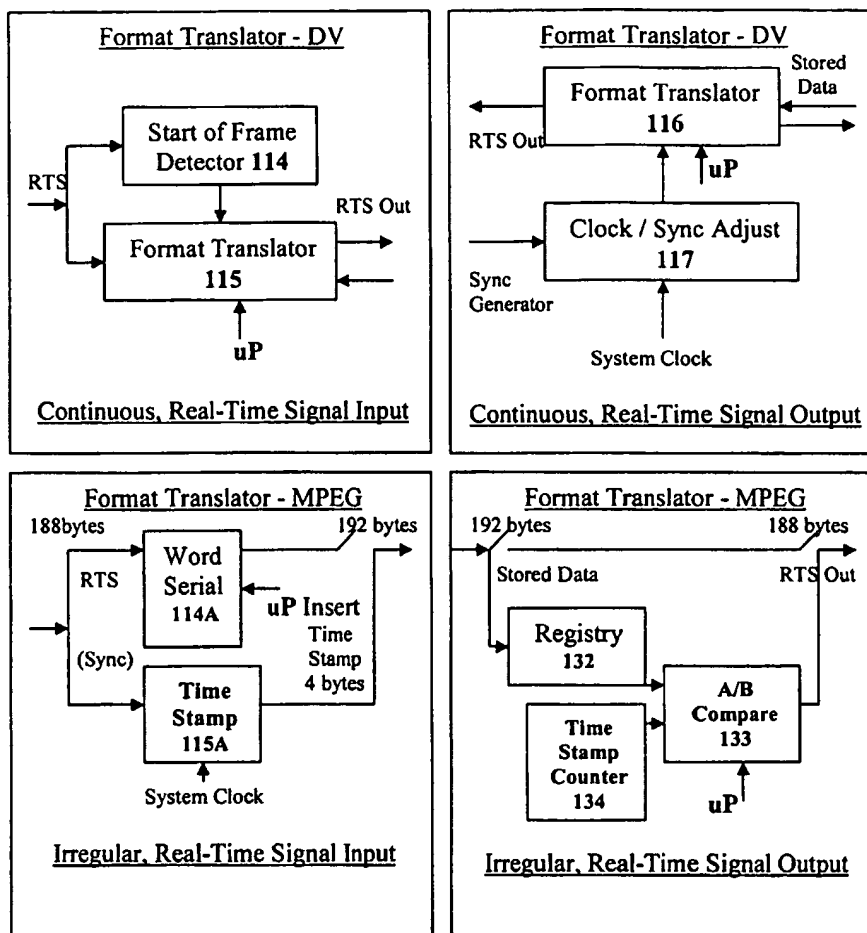 Format Translator - DV
Start of Frame
Detector 114
RTS
RTS Out
Format Translator
115
uP
Continuous, Real-Time Signal Input
Format Translator - DV
Stored
Data
Format Translator
116
RTS Out
uP
Clock / Sync Adjust
117
Sync
Generator
System Clock
Continuous, Real-Time Signal Output
Format Translator - MPEG
188bytes
192 bytes
Word
Serial
114A
RTS
uP Insert
Time
Stamp
4 bytes
(Sync)
Time
Stamp
115A
System Clock
Irregular, Real-Time Signal Input
Format Translator - MPEG
192 bytes
188 bytes
Stored Data
RTS Out
Registry
132
A/B
Compare
133
Time
Stamp
Counter
134
uP
Irregular, Real-Time Signal Output